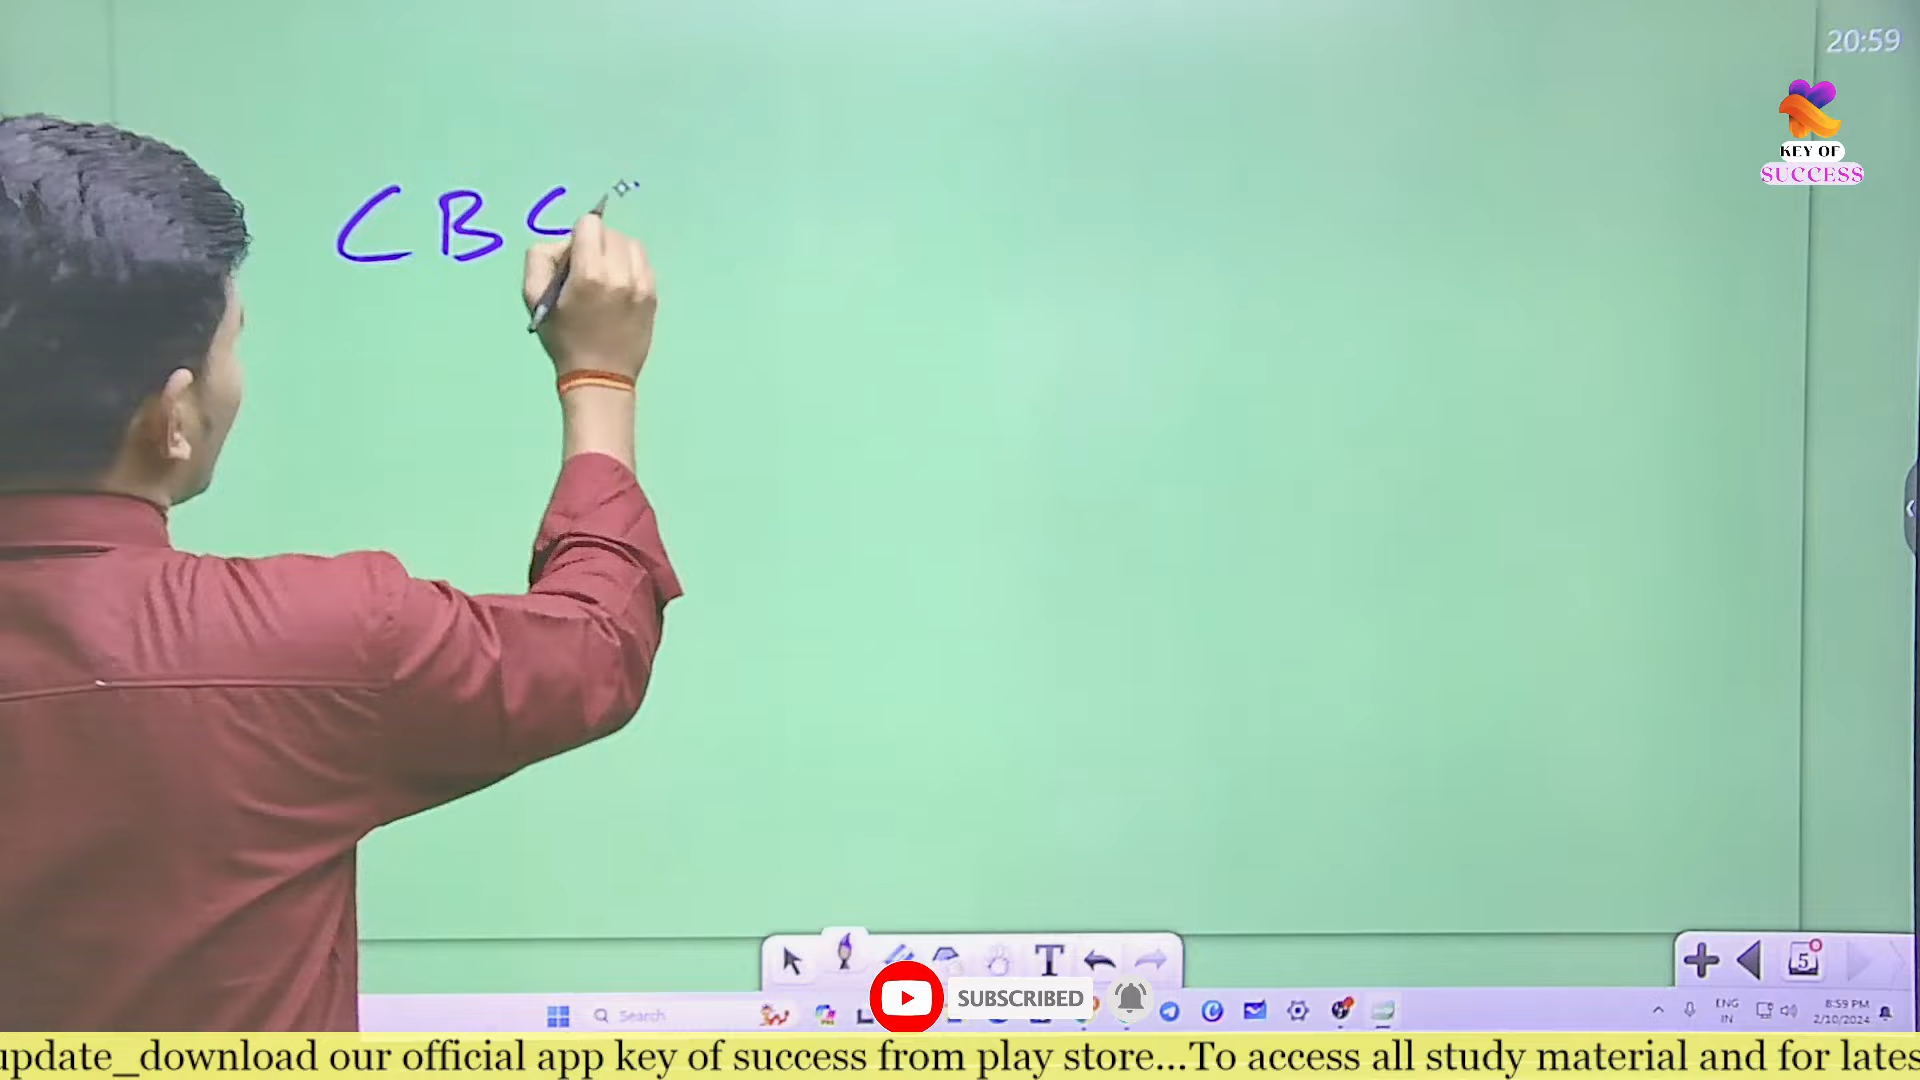 20:59
KEY OF
SUCCESS
CBC
T
5
SUBSCRIBED
Search
ENG
IN
8:59 PM
2/10/2024
update_download our official app key of success from play store...To access all study material and for lates